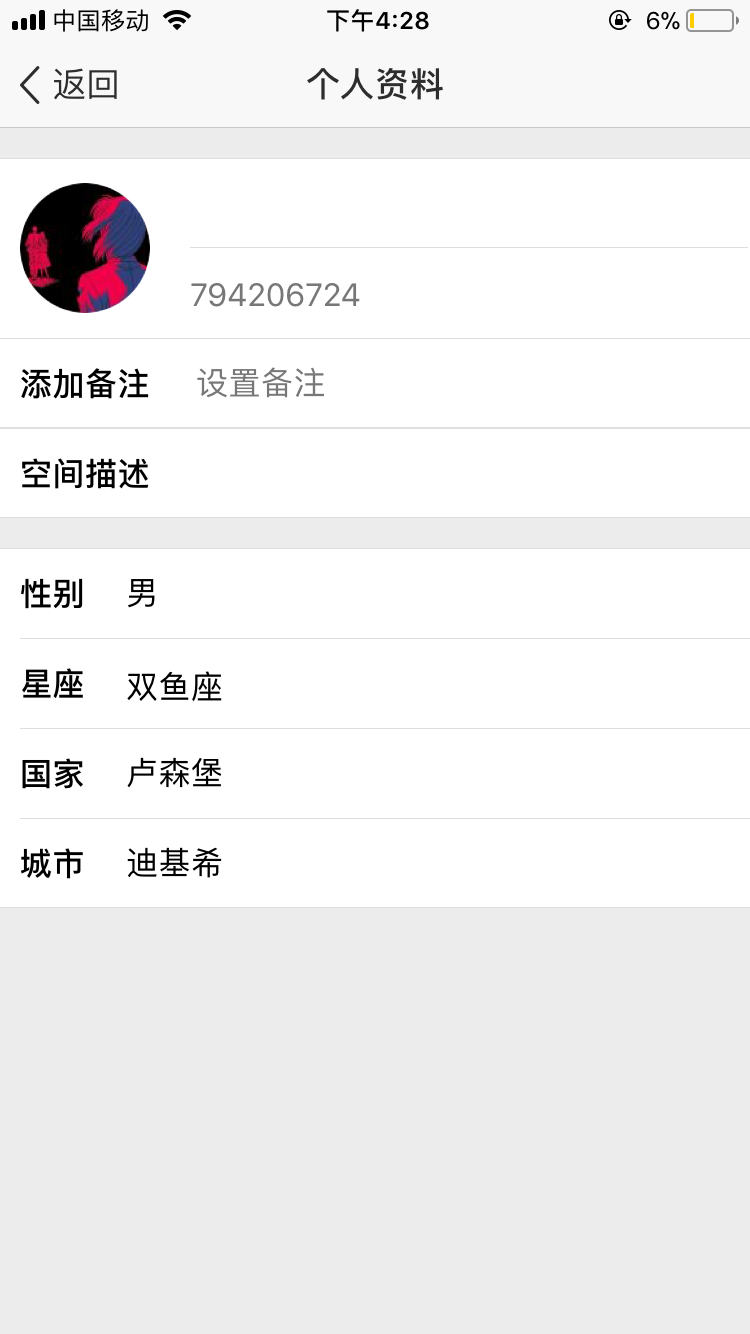 中国移动 下午4:28 6%
返回 个人资料
794206724
添加备注 设置备注
空间描述
性别 男
星座 双鱼座
国家 卢森堡
城市 迪基希